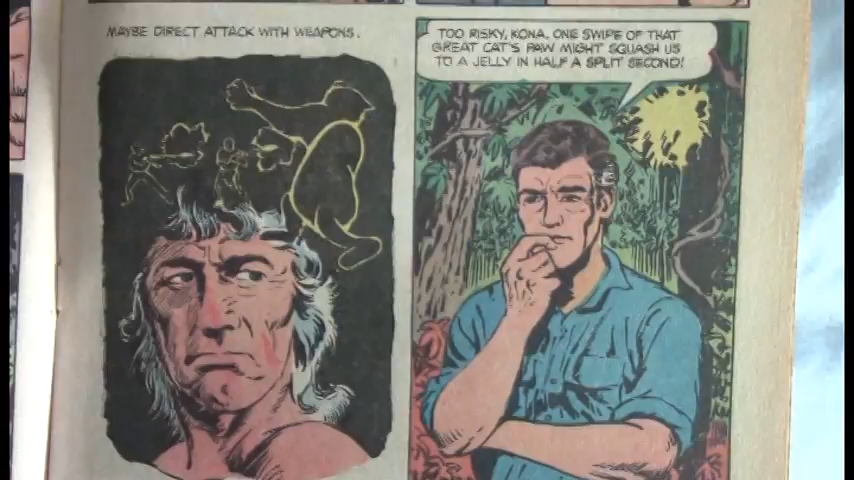 MAYBE DIRECT ATTACK WITH WEAPONS.
TOO RISKY, KONA. ONE SWIPE OF THAT
GREAT CAT'S PAW MIGHT SQUASH US
TO A JELLY IN HALF A SPLIT SECOND!